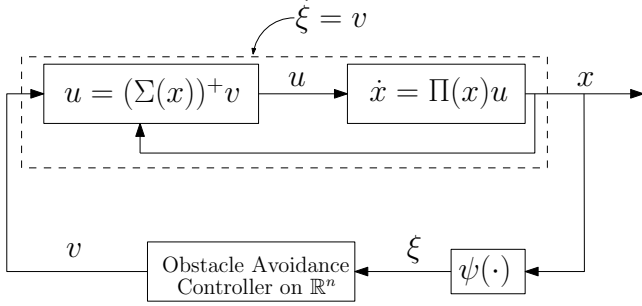 ξ̇ = v
u = (Σ(x))⁺v
u
ẋ = Π(x)u
x
v
Obstacle Avoidance
Controller on ℝⁿ
ξ
ψ(·)